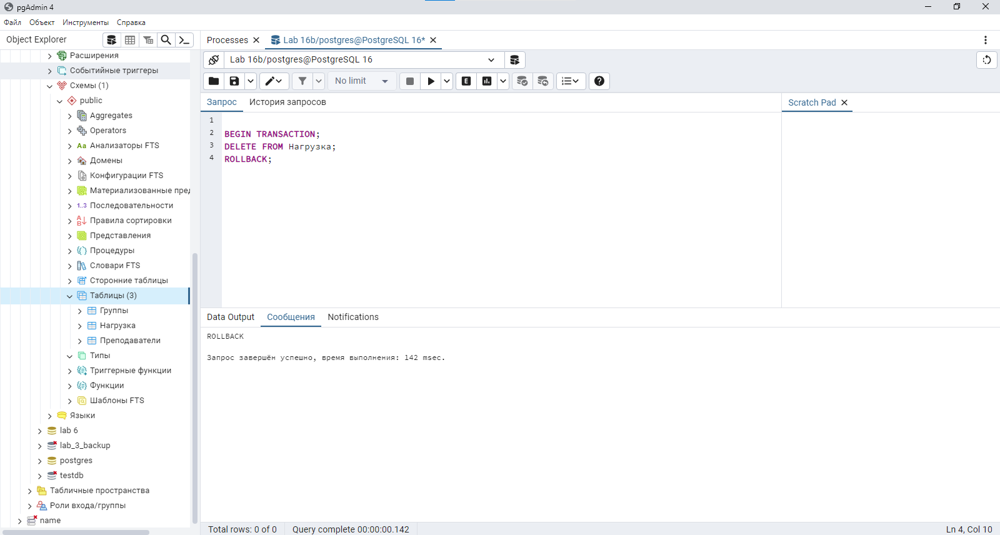 pgAdmin 4
Файл Объект Инструменты Справка
Object Explorer
Расширения
Событийные триггеры
Схемы (1)
public
Aggregates
Operators
Aa Анализаторы FTS
Домены
Конфигурации FTS
Материализованные пред
1..3 Последовательности
Правила сортировки
Представления
Процедуры
Словари FTS
Сторонние таблицы
Таблицы (3)
Группы
Нагрузка
Преподаватели
Типы
Триггерные функции
Функции
Шаблоны FTS
Языки
lab 6
lab_3_backup
postgres
testdb
Табличные пространства
Роли входа/группы
name
Processes
Lab 16b/postgres@PostgreSQL 16*
Lab 16b/postgres@PostgreSQL 16
No limit
E
Запрос История запросов
Scratch Pad
1
2 BEGIN TRANSACTION;
3 DELETE FROM Нагрузка;
4 ROLLBACK;
Data Output Сообщения Notifications
ROLLBACK
Запрос завершён успешно, время выполнения: 142 msec.
Total rows: 0 of 0 Query complete 00:00:00.142 Ln 4, Col 10